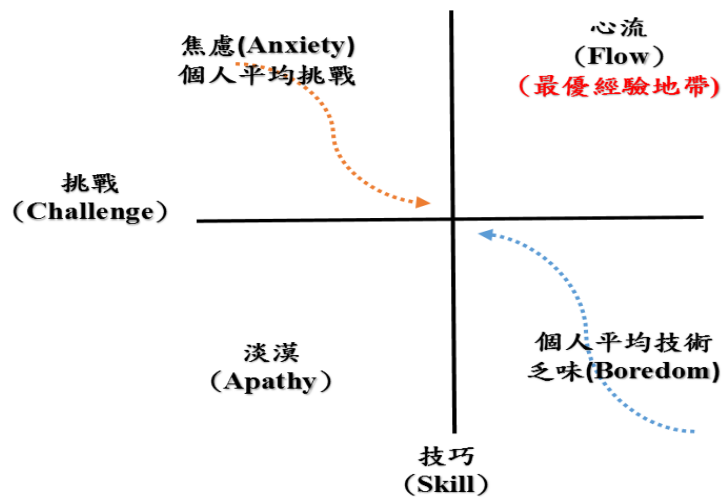 焦慮(Anxiety)
個人平均挑戰
心流
（Flow）
（最優經驗地帶)
挑戰
（Challenge）
淡漠
（Apathy）
個人平均技術
乏味(Boredom)
技巧
（Skill）